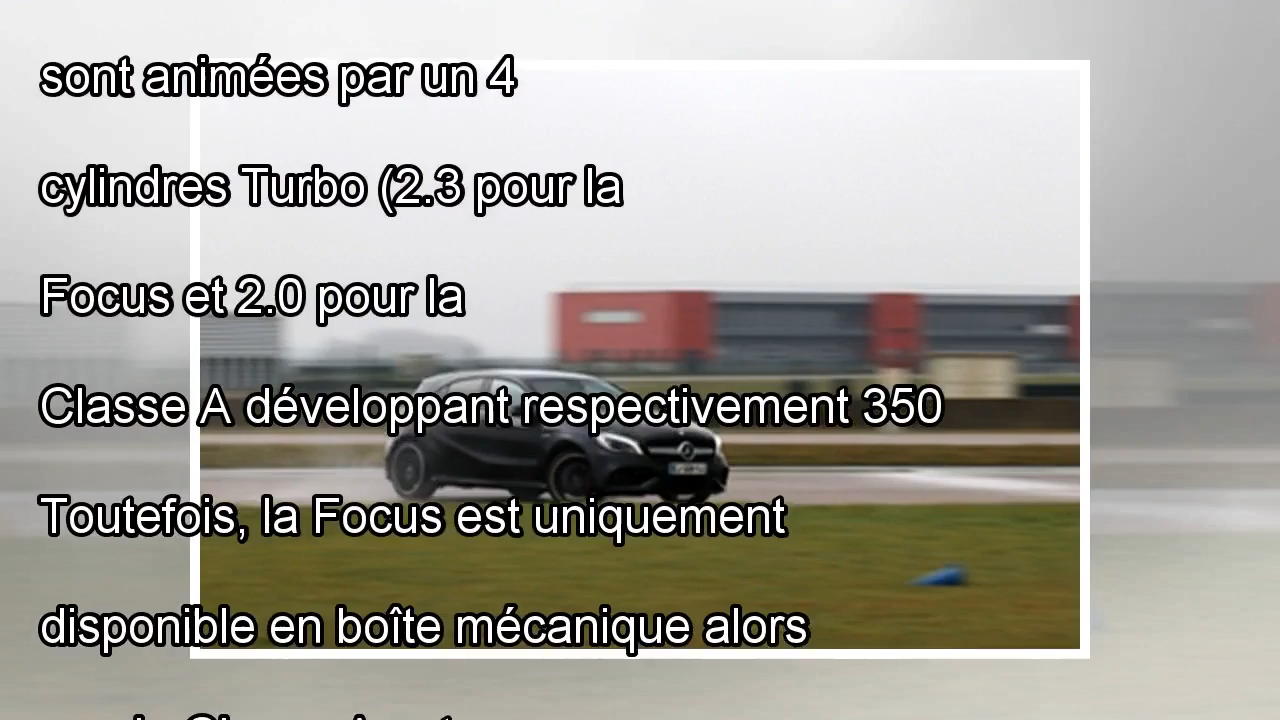 sont animées par un 4
cylindres Turbo (2.3 pour la
Focus et 2.0 pour la
Classe A développant respectivement 350
Toutefois, la Focus est uniquement
disponible en boîte mécanique alors